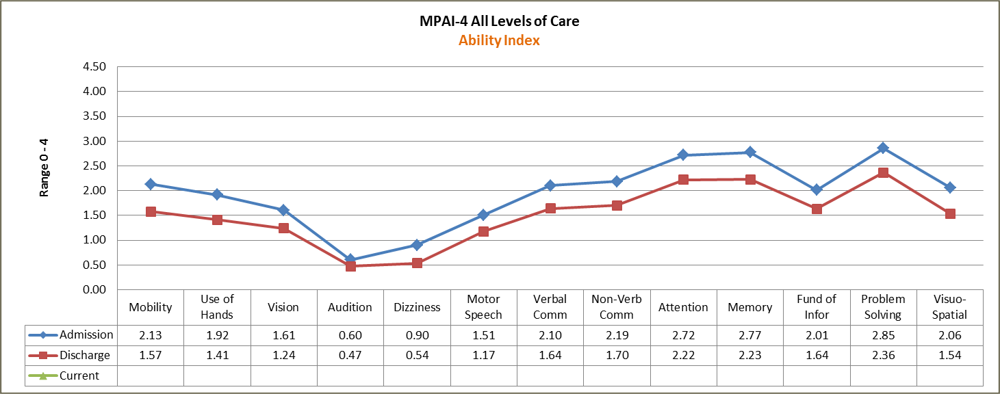 MPAI-4 All Levels of Care
Ability Index
Range 0 - 4
4.50
4.00
3.50
3.00
2.50
2.00
1.50
1.00
0.50
0.00
Mobility Use of Hands Vision Audition Dizziness Motor Speech Verbal Comm Non-Verb Comm Attention Memory Fund of Infor Problem Solving Visuo-Spatial
Admission 2.13 1.92 1.61 0.60 0.90 1.51 2.10 2.19 2.72 2.77 2.01 2.85 2.06
Discharge 1.57 1.41 1.24 0.47 0.54 1.17 1.64 1.70 2.22 2.23 1.64 2.36 1.54
Current